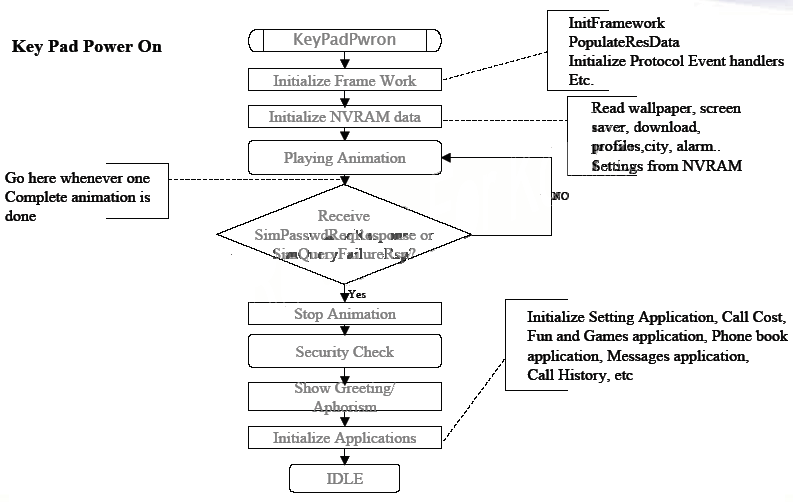 Key Pad Power On
KeyPadPwron
InitFramework
PopulateResData
Initialize Protocol Event handlers
Etc.
Initialize Frame Work
Initialize NVRAM data
Read wallpaper, screen
saver, download,
profiles,city, alarm..
Settings from NVRAM
Playing Animation
Go here whenever one
Complete animation is
done
NO
Receive
SimPasswdReqResponse or
SimQueryFailureRsp?
Yes
Stop Animation
Initialize Setting Application, Call Cost,
Fun and Games application, Phone book
application, Messages application,
Call History, etc
Security Check
Show Greeting/
Aphorism
Initialize Applications
IDLE